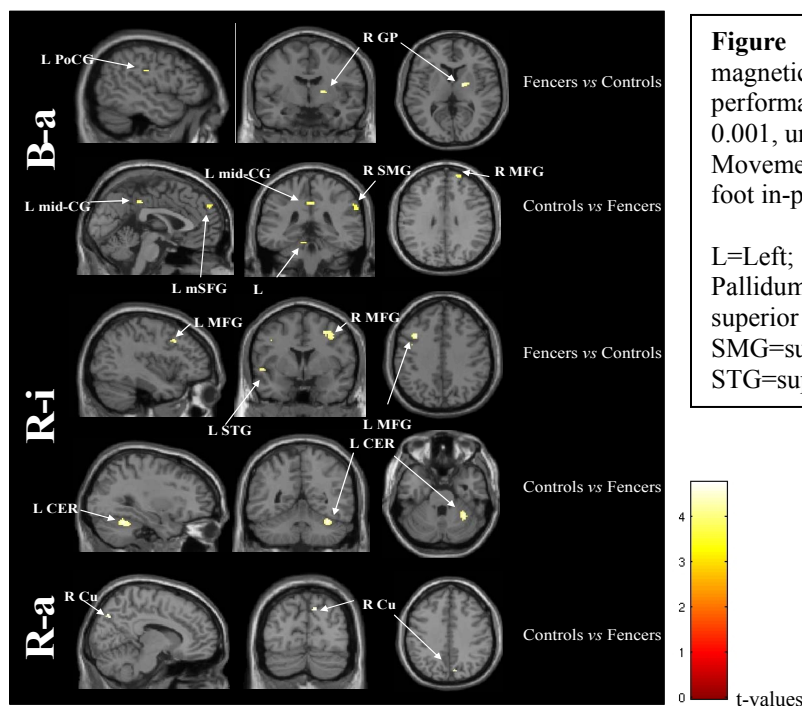 B-a
L PoCG
R GP
Fencers vs Controls
L mid-CG
L mid-CG
R SMG
R MFG
Controls vs Fencers
L mSFG
L
R-i
L MFG
R MFG
Fencers vs Controls
L STG
L MFG
L CER
L CER
Controls vs Fencers
R-a
R Cu
R Cu
R Cu
Controls vs Fencers
Figure
magnetic
performa
0.001, un
Movemen
foot in-p
L=Left;
Pallidum
superior
SMG=su
STG=sup
4
3
2
1
0
t-values